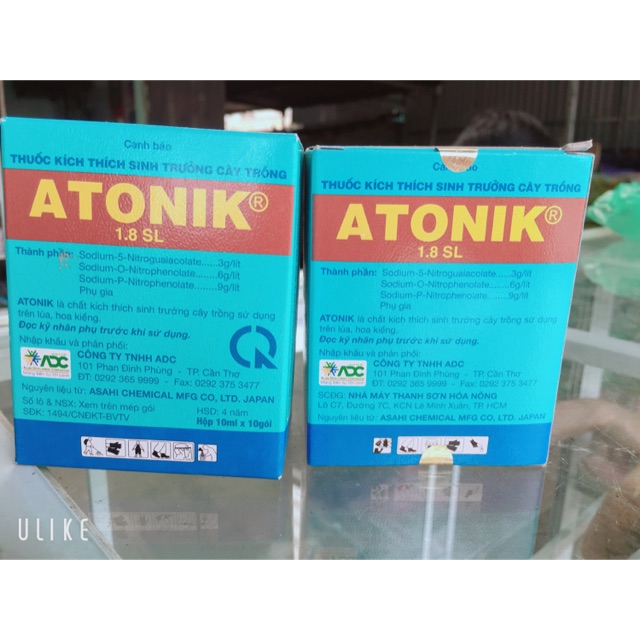 Cảnh báo
THUỐC KÍCH THÍCH SINH TRƯỞNG CÂY TRỒNG
ATONIK®
1.8 SL
Thành phần: Sodium-5-Nitroguaiacolate......3g/lít
Sodium-O-Nitrophenolate.......6g/lít
Sodium-P-Nitrophenolate.......9g/lít
Phụ gia
ATONIK là chất kích thích sinh trưởng cây trồng sử dụng
trên lúa, hoa kiểng.
Đọc kỹ nhãn phụ trước khi sử dụng.
Nhập khẩu và phân phối:
ADC
CÔNG TY TNHH ADC
101 Phan Đình Phùng - TP. Cần Thơ
ĐT: 0292 365 9999 - Fax: 0292 375 3477
Nguyên liệu từ: ASAHI CHEMICAL MFG CO, LTD. JAPAN
Số lô & NSX: Xem trên mép gói
HSD: 4 năm
SĐK: 1494/CNĐKT-BVTV
Hộp 10ml x 10gói
Cảnh báo
THUỐC KÍCH THÍCH SINH TRƯỞNG CÂY TRỒNG
ATONIK®
1.8 SL
Thành phần: Sodium-5-Nitroguaiacolate......3g/lít
Sodium-O-Nitrophenolate.......6g/lít
Sodium-P-Nitrophenolate.......9g/lít
Phụ gia
ATONIK là chất kích thích sinh trưởng cây trồng sử dụng
trên lúa, hoa kiểng.
Đọc kỹ nhãn phụ trước khi sử dụng.
Nhập khẩu và phân phối:
ADC
CÔNG TY TNHH ADC
101 Phan Đình Phùng - TP. Cần Thơ
ĐT: 0292 365 9999 - Fax: 0292 375 3477
SCĐG: NHÀ MÁY THANH SƠN HÓA NÔNG
Lô C7, Đường 7C, KCN Lê Minh Xuân, TP. HCM
Nguyên liệu từ: ASAHI CHEMICAL MFG CO, LTD. JAPAN
ULIKE